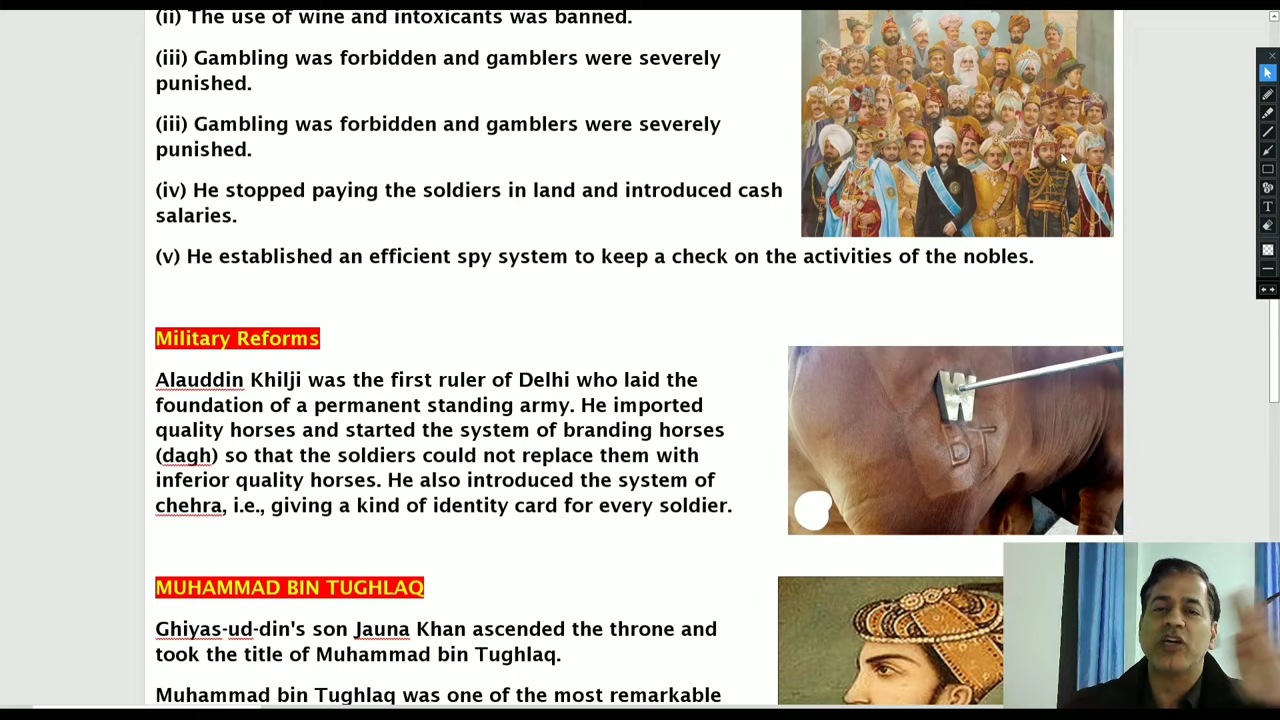 (ii) The use of wine and intoxicants was banned.
(iii) Gambling was forbidden and gamblers were severely
punished.
(iii) Gambling was forbidden and gamblers were severely
punished.
(iv) He stopped paying the soldiers in land and introduced cash
salaries.
(v) He established an efficient spy system to keep a check on the activities of the nobles.
Military Reforms
Alauddin Khilji was the first ruler of Delhi who laid the
foundation of a permanent standing army. He imported
quality horses and started the system of branding horses
(dagh) so that the soldiers could not replace them with
inferior quality horses. He also introduced the system of
chehra, i.e., giving a kind of identity card for every soldier.
W
BT
MUHAMMAD BIN TUGHLAQ
Ghiyas-ud-din's son Jauna Khan ascended the throne and
took the title of Muhammad bin Tughlaq.
Muhammad bin Tughlaq was one of the most remarkable
T